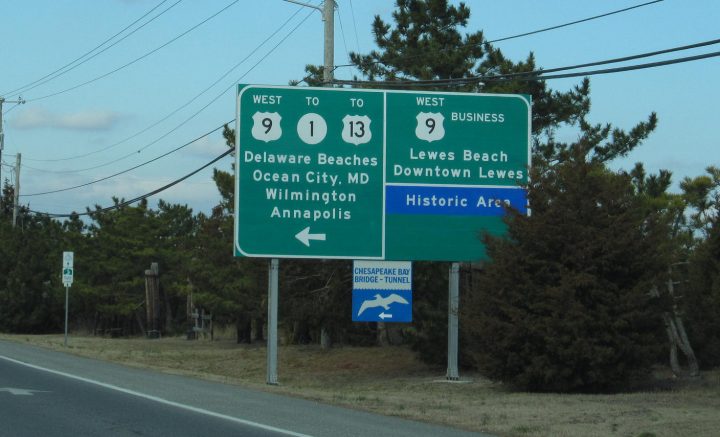 WEST TO TO
9 1 13
Delaware Beaches
Ocean City, MD
Wilmington
Annapolis
WEST
9 BUSINESS
Lewes Beach
Downtown Lewes
Historic Area
CHESAPEAKE BAY
BRIDGE - TUNNEL